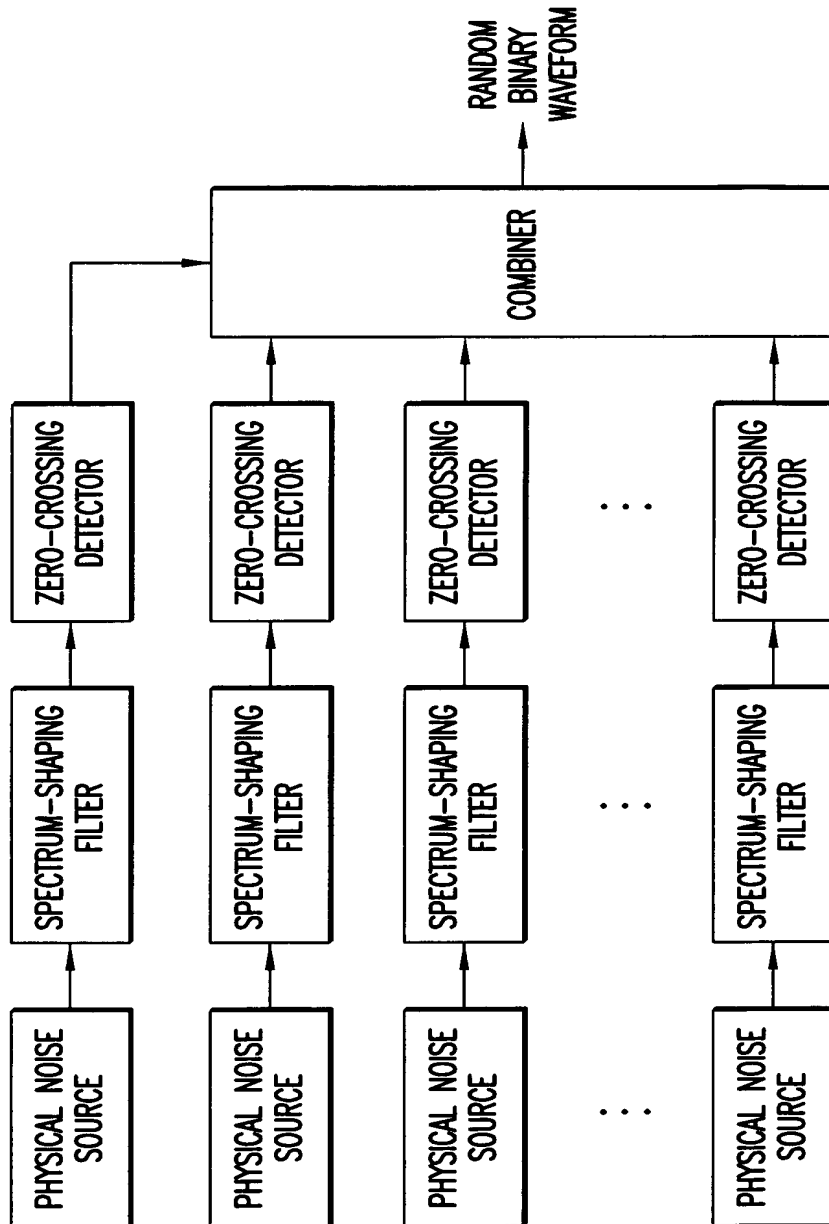 PHYSICAL NOISE
SOURCE
SPECTRUM-SHAPING
FILTER
ZERO-CROSSING
DETECTOR
PHYSICAL NOISE
SOURCE
SPECTRUM-SHAPING
FILTER
ZERO-CROSSING
DETECTOR
PHYSICAL NOISE
SOURCE
SPECTRUM-SHAPING
FILTER
ZERO-CROSSING
DETECTOR
. . .
. . .
. . .
PHYSICAL NOISE
SOURCE
SPECTRUM-SHAPING
FILTER
ZERO-CROSSING
DETECTOR
COMBINER
RANDOM
BINARY
WAVEFORM